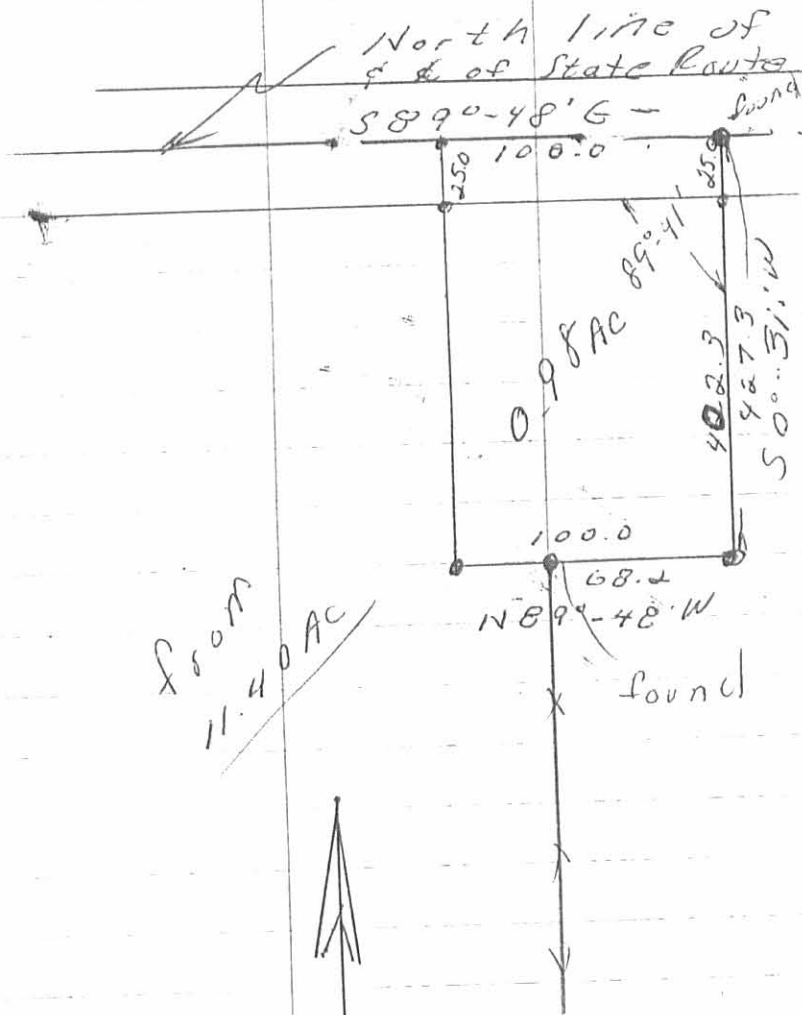 North line of
& ℄ of State Route
found
S 89°-48' E -
100.0
25.0
25.0
89°-41'
0.98 AC
402.3
427.3
S 0°-31' W
100.0
68.2
N 89°-48' W
found
from
11.40 AC